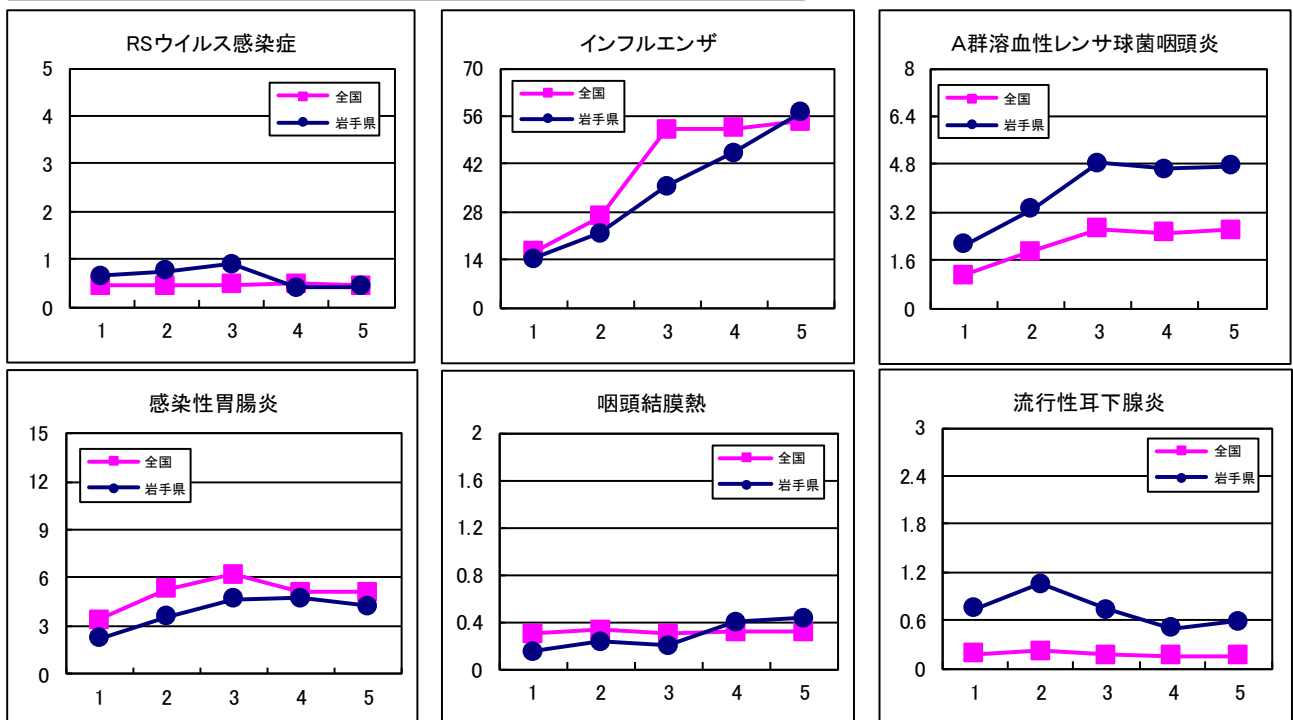 RSウイルス感染症
5
4
3
2
1
0
全国
岩手県
1 2 3 4 5
インフルエンザ
70
56
42
28
14
0
全国
岩手県
1 2 3 4 5
A群溶血性レンサ球菌咽頭炎
8
6.4
4.8
3.2
1.6
0
全国
岩手県
1 2 3 4 5
感染性胃腸炎
15
12
9
6
3
0
全国
岩手県
1 2 3 4 5
咽頭結膜熱
2
1.6
1.2
0.8
0.4
0
全国
岩手県
1 2 3 4 5
流行性耳下腺炎
3
2.4
1.8
1.2
0.6
0
全国
岩手県
1 2 3 4 5